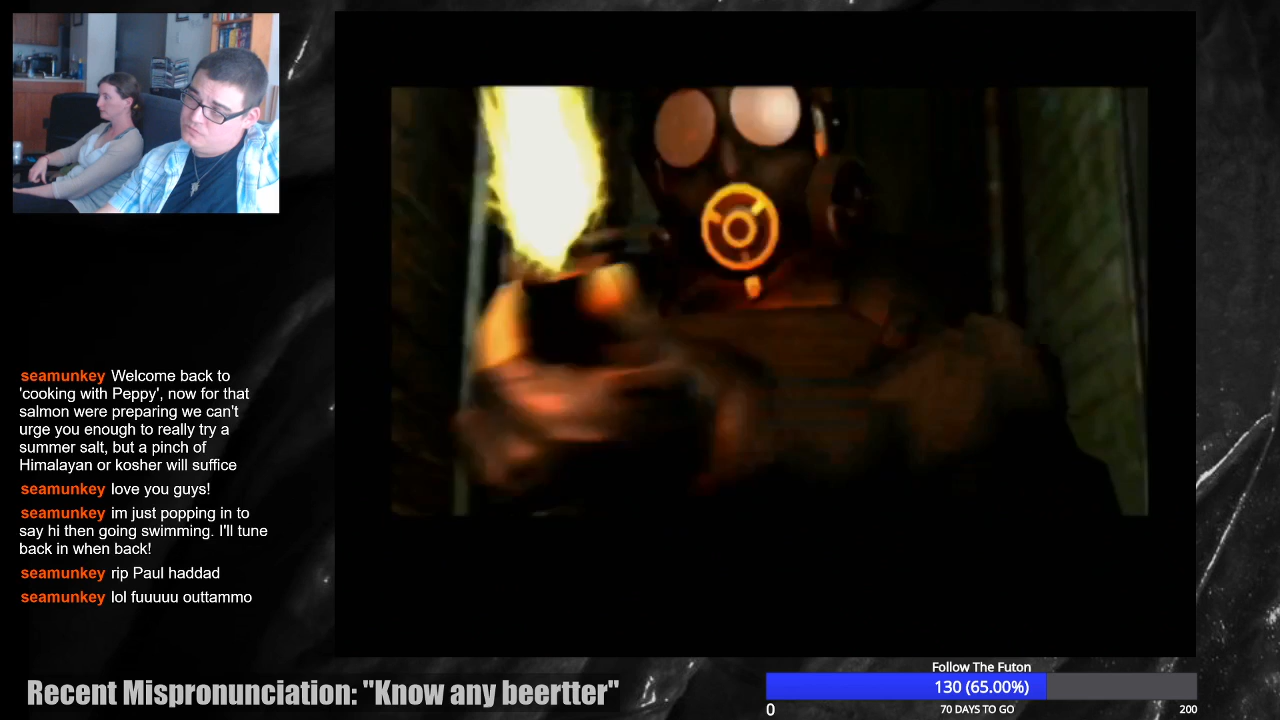 seamunkey Welcome back to
'cooking with Peppy', now for that
salmon were preparing we can't
urge you enough to really try a
summer salt, but a pinch of
Himalayan or kosher will suffice
seamunkey love you guys!
seamunkey im just popping in to
say hi then going swimming. I'll tune
back in when back!
seamunkey rip Paul haddad
seamunkey lol fuuuuu outtammo
Recent Mispronunciation: "Know any beertter"
Follow The Futon
130 (65.00%)
0
70 DAYS TO GO
200